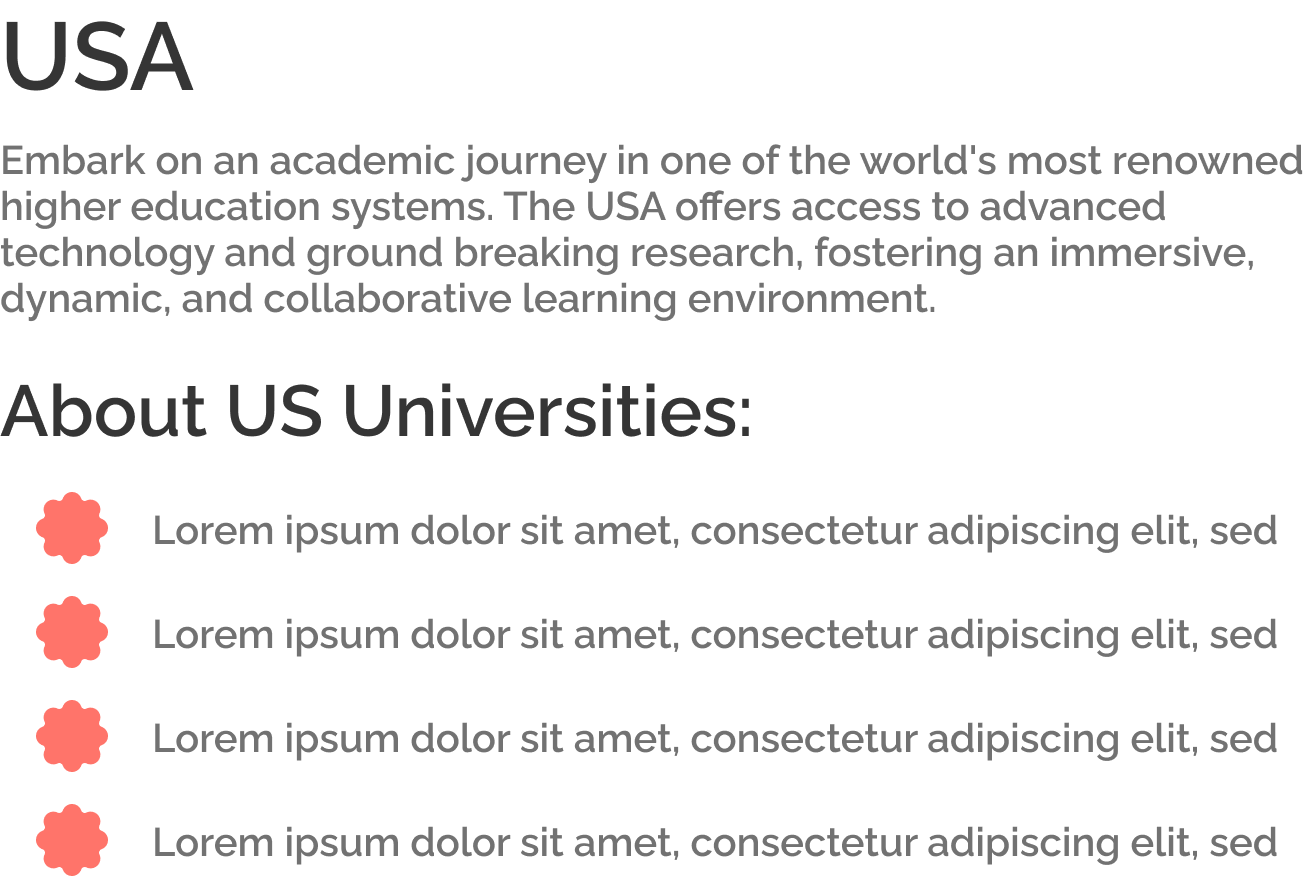 USA
Embark on an academic journey in one of the world's most renowned
higher education systems. The USA offers access to advanced
technology and ground breaking research, fostering an immersive,
dynamic, and collaborative learning environment.
About US Universities:
Lorem ipsum dolor sit amet, consectetur adipiscing elit, sed
Lorem ipsum dolor sit amet, consectetur adipiscing elit, sed
Lorem ipsum dolor sit amet, consectetur adipiscing elit, sed
Lorem ipsum dolor sit amet, consectetur adipiscing elit, sed